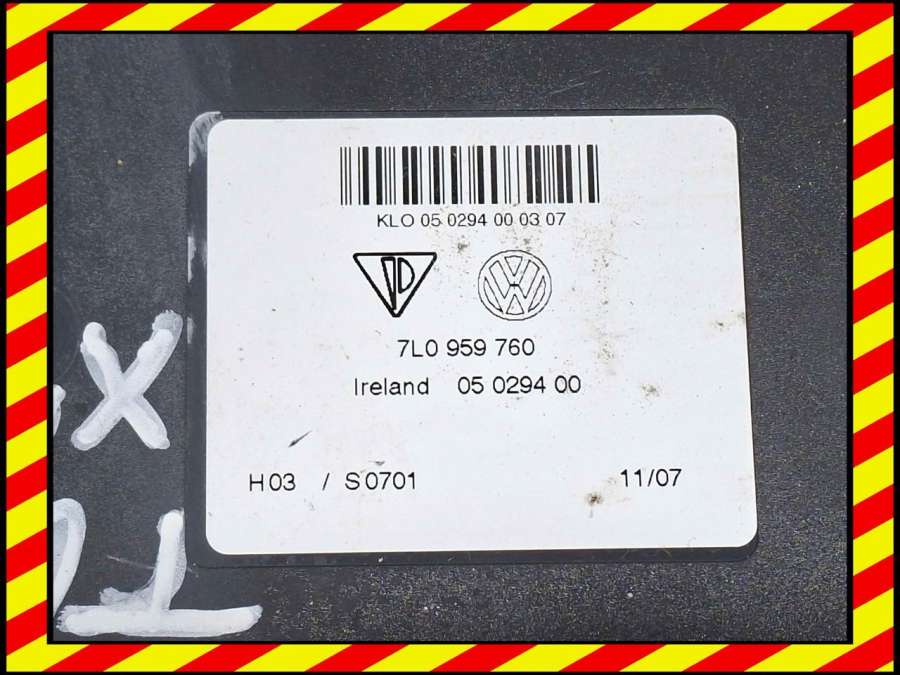 KLO 05 0294 00 03 07
7L0 959 760
Ireland 05 0294 00
H03 / S0701 11/07
X